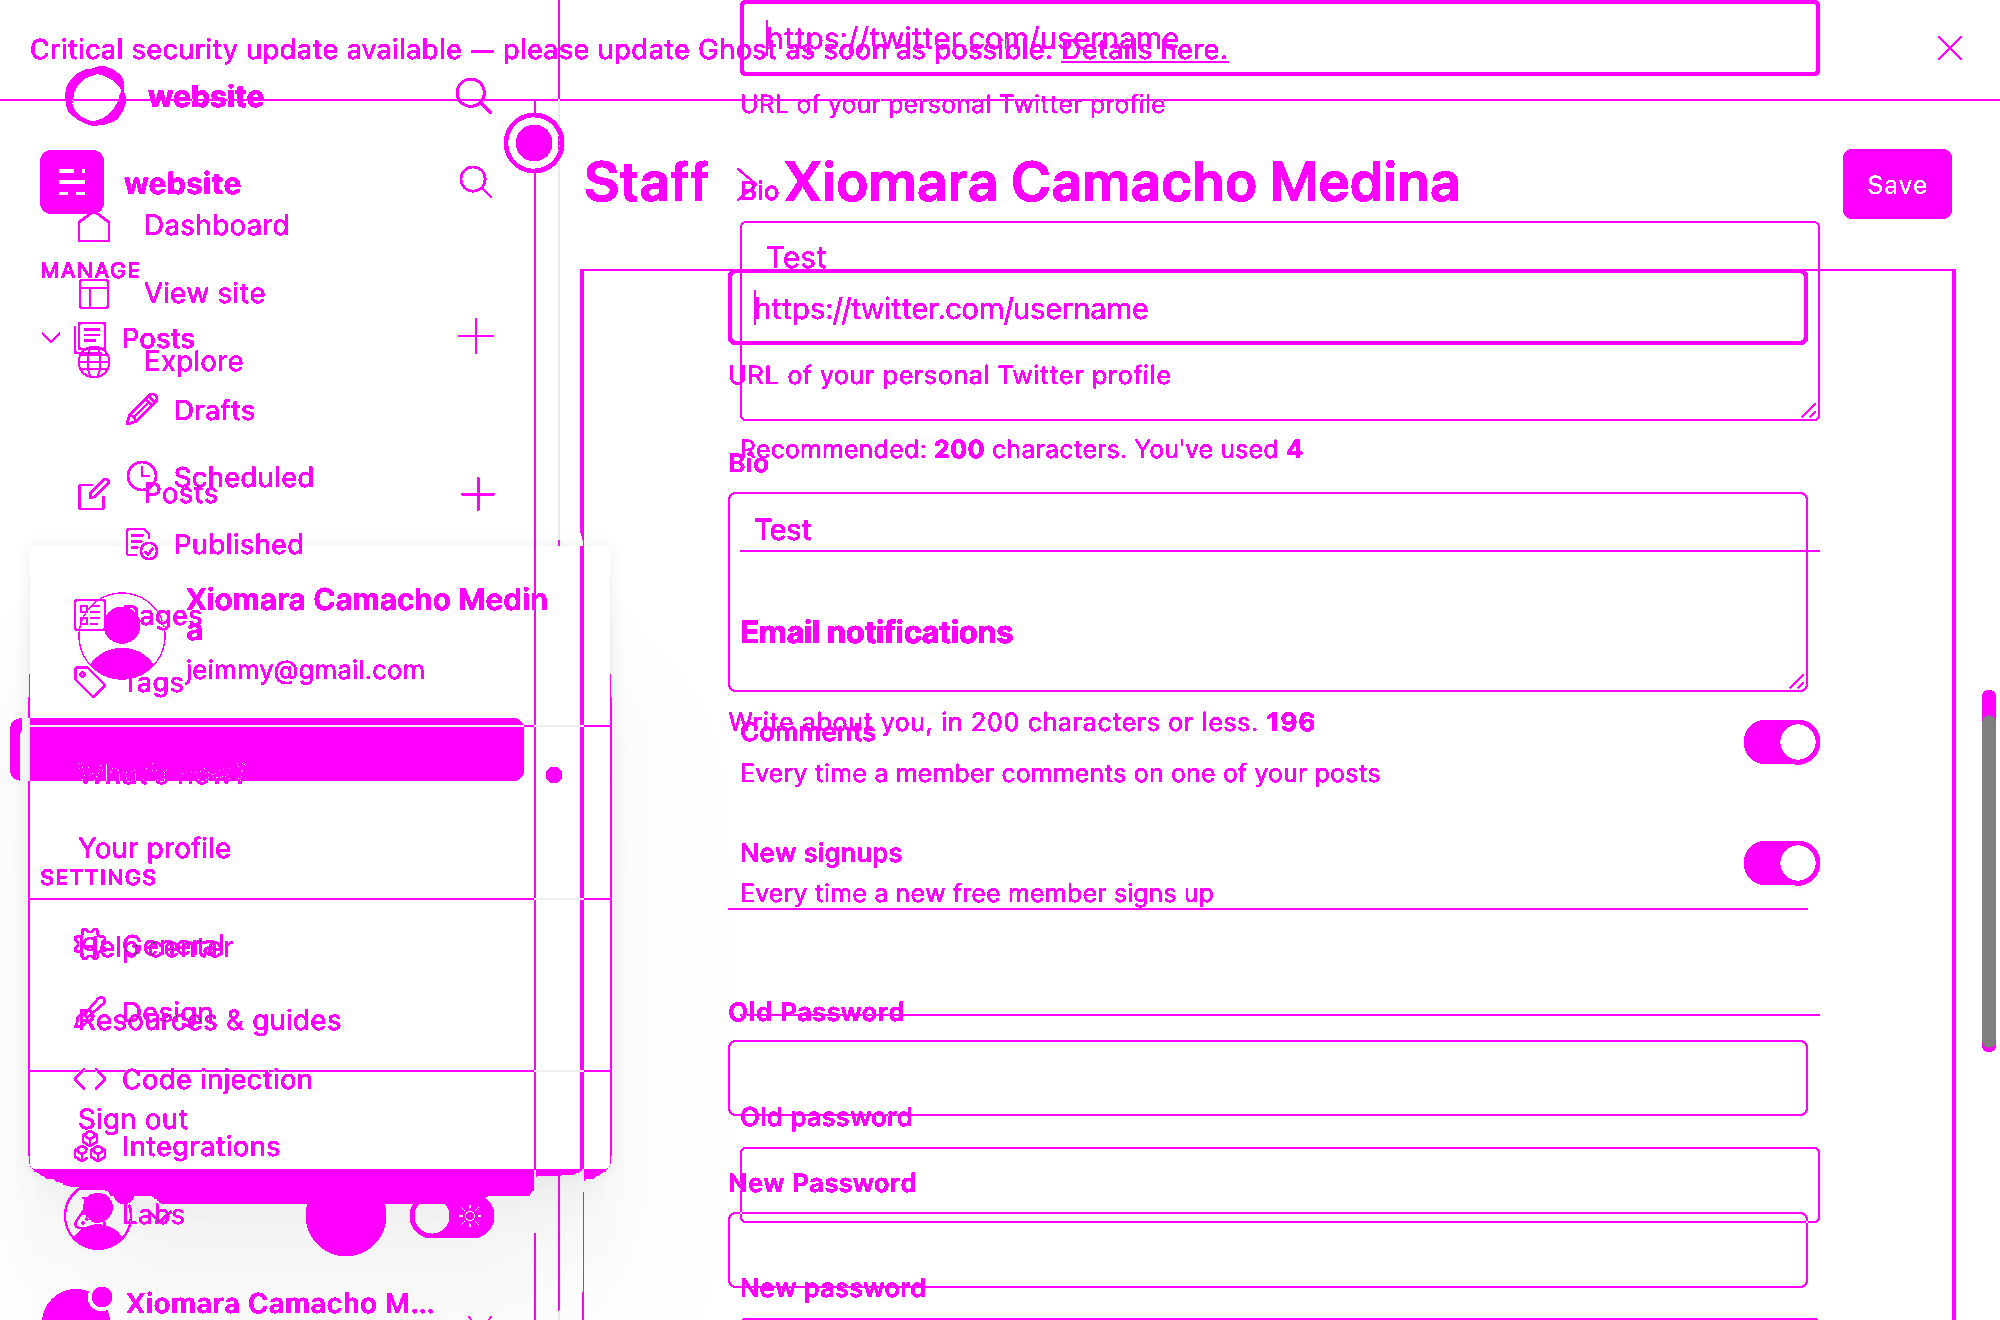 https://twitter.com/username
Critical security update available — please update Ghost as soon as possible. Details here.
website
URL of your personal Twitter profile
website
Staff
Bio
Xiomara Camacho Medina
Save
Dashboard
Test
MANAGE
View site
https://twitter.com/username
Posts
Explore
URL of your personal Twitter profile
Drafts
Recommended: 200 characters. You've used 4
Bio
Scheduled
Posts
Test
Published
Xiomara Camacho Medin
a
Pages
Email notifications
jeimmy@gmail.com
Tags
Write about you, in 200 characters or less. 196
Comments
What's new?
Every time a member comments on one of your posts
Your profile
New signups
SETTINGS
Every time a new free member signs up
General
Help center
Old Password
Design
Resources & guides
Code injection
Sign out
Old password
Integrations
New Password
Labs
New password
Xiomara Camacho M...